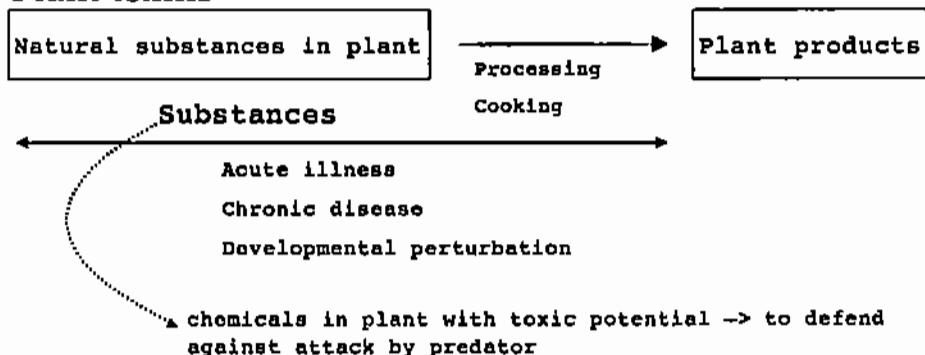 Natural substances in plant
Plant products
Processing
Cooking
Substances
Acute illness
Chronic disease
Developmental perturbation
chemicals in plant with toxic potential —> to defend
against attack by predator